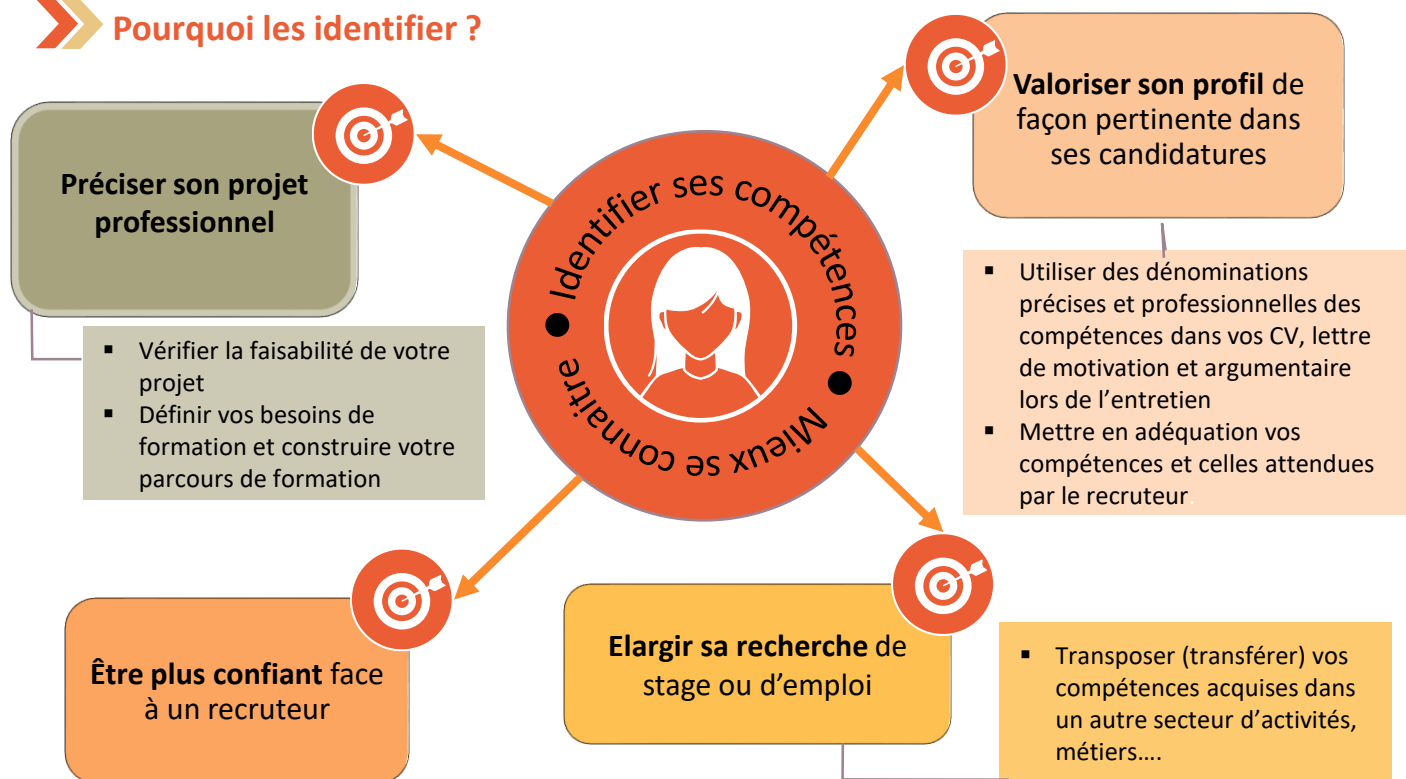 Pourquoi les identifier ?
Préciser son projet
professionnel
▪ Vérifier la faisabilité de votre
projet
▪ Définir vos besoins de
formation et construire votre
parcours de formation
Identifier ses compétences ● Mieux se connaitre ●
Valoriser son profil de
façon pertinente dans
ses candidatures
▪ Utiliser des dénominations
précises et professionnelles des
compétences dans vos CV, lettre
de motivation et argumentaire
lors de l’entretien
▪ Mettre en adéquation vos
compétences et celles attendues
par le recruteur.
Être plus confiant face
à un recruteur
Elargir sa recherche de
stage ou d’emploi
▪ Transposer (transférer) vos
compétences acquises dans
un autre secteur d’activités,
métiers….